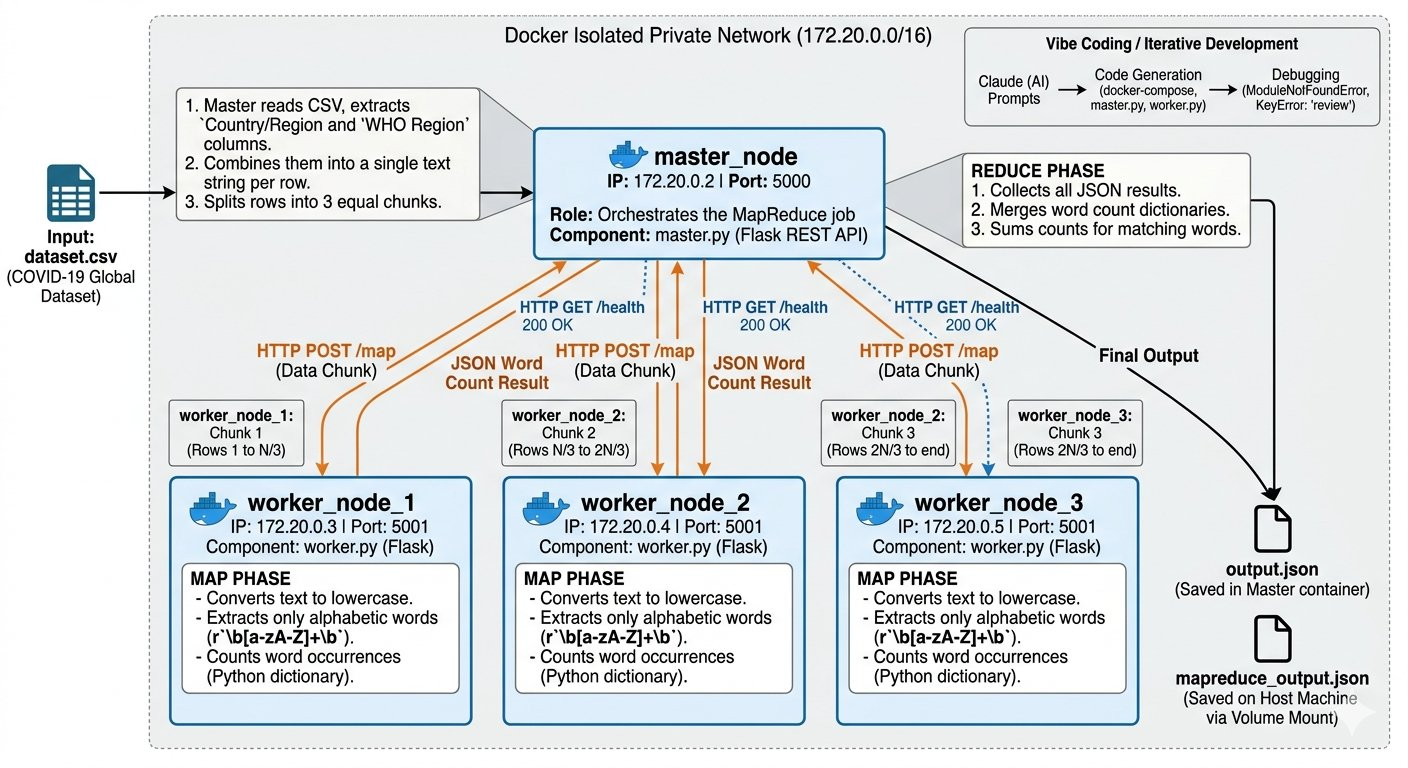 Docker Isolated Private Network (172.20.0.0/16)
Vibe Coding / Iterative Development
Claude (AI)
Prompts
Code Generation
(docker-compose,
master.py, worker.py)
Debugging
(ModuleNotFoundError,
KeyError: 'review')
1. Master reads CSV, extracts
`Country/Region and 'WHO Region'
columns.
2. Combines them into a single text
string per row.
3. Splits rows into 3 equal chunks.
Input:
dataset.csv
(COVID-19 Global
Dataset)
master_node
IP: 172.20.0.2 | Port: 5000
Role: Orchestrates the MapReduce job
Component: master.py (Flask REST API)
REDUCE PHASE
1. Collects all JSON results.
2. Merges word count dictionaries.
3. Sums counts for matching words.
HTTP GET /health
200 OK
HTTP GET /health
200 OK
HTTP GET /health
200 OK
HTTP POST /map
(Data Chunk)
JSON Word
Count Result
HTTP POST /map
(Data Chunk)
JSON Word
Count Result
HTTP POST /map
(Data Chunk)
Final Output
worker_node_1:
Chunk 1
(Rows 1 to N/3)
worker_node_2:
Chunk 2
(Rows N/3 to 2N/3)
worker_node_2:
Chunk 3
(Rows 2N/3 to end)
worker_node_3:
Chunk 3
(Rows 2N/3 to end)
worker_node_1
IP: 172.20.0.3 | Port: 5001
Component: worker.py (Flask)
MAP PHASE
- Converts text to lowercase.
- Extracts only alphabetic words
(r`\b[a-zA-Z]+\b`).
- Counts word occurrences
(Python dictionary).
worker_node_2
IP: 172.20.0.4 | Port: 5001
Component: worker.py (Flask)
MAP PHASE
- Converts text to lowercase.
- Extracts only alphabetic words
(r`\b[a-zA-Z]+\b`).
- Counts word occurrences
(Python dictionary).
worker_node_3
IP: 172.20.0.5 | Port: 5001
Component: worker.py (Flask)
MAP PHASE
- Converts text to lowercase.
- Extracts only alphabetic words
(r`\b[a-zA-Z]+\b`).
- Counts word occurrences
(Python dictionary).
output.json
(Saved in Master container)
mapreduce_output.json
(Saved on Host Machine
via Volume Mount)